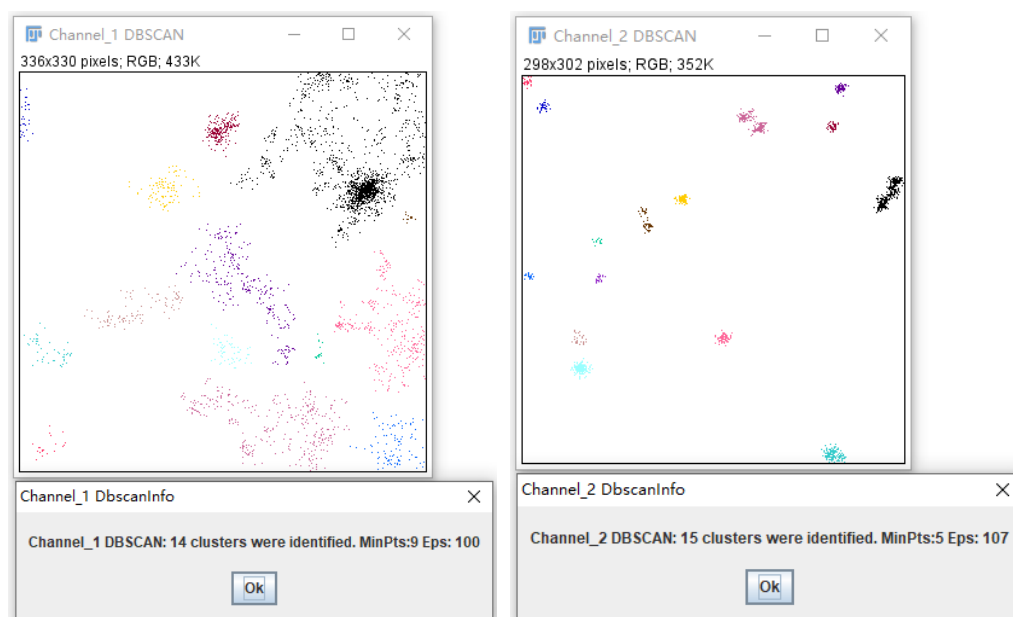 Channel_1 DBSCAN
336x330 pixels; RGB; 433K
Channel_1 DbscanInfo
Channel_1 DBSCAN: 14 clusters were identified. MinPts:9 Eps: 100
Ok
Channel_2 DBSCAN
298x302 pixels; RGB; 352K
Channel_2 DbscanInfo
Channel_2 DBSCAN: 15 clusters were identified. MinPts:5 Eps: 107
Ok